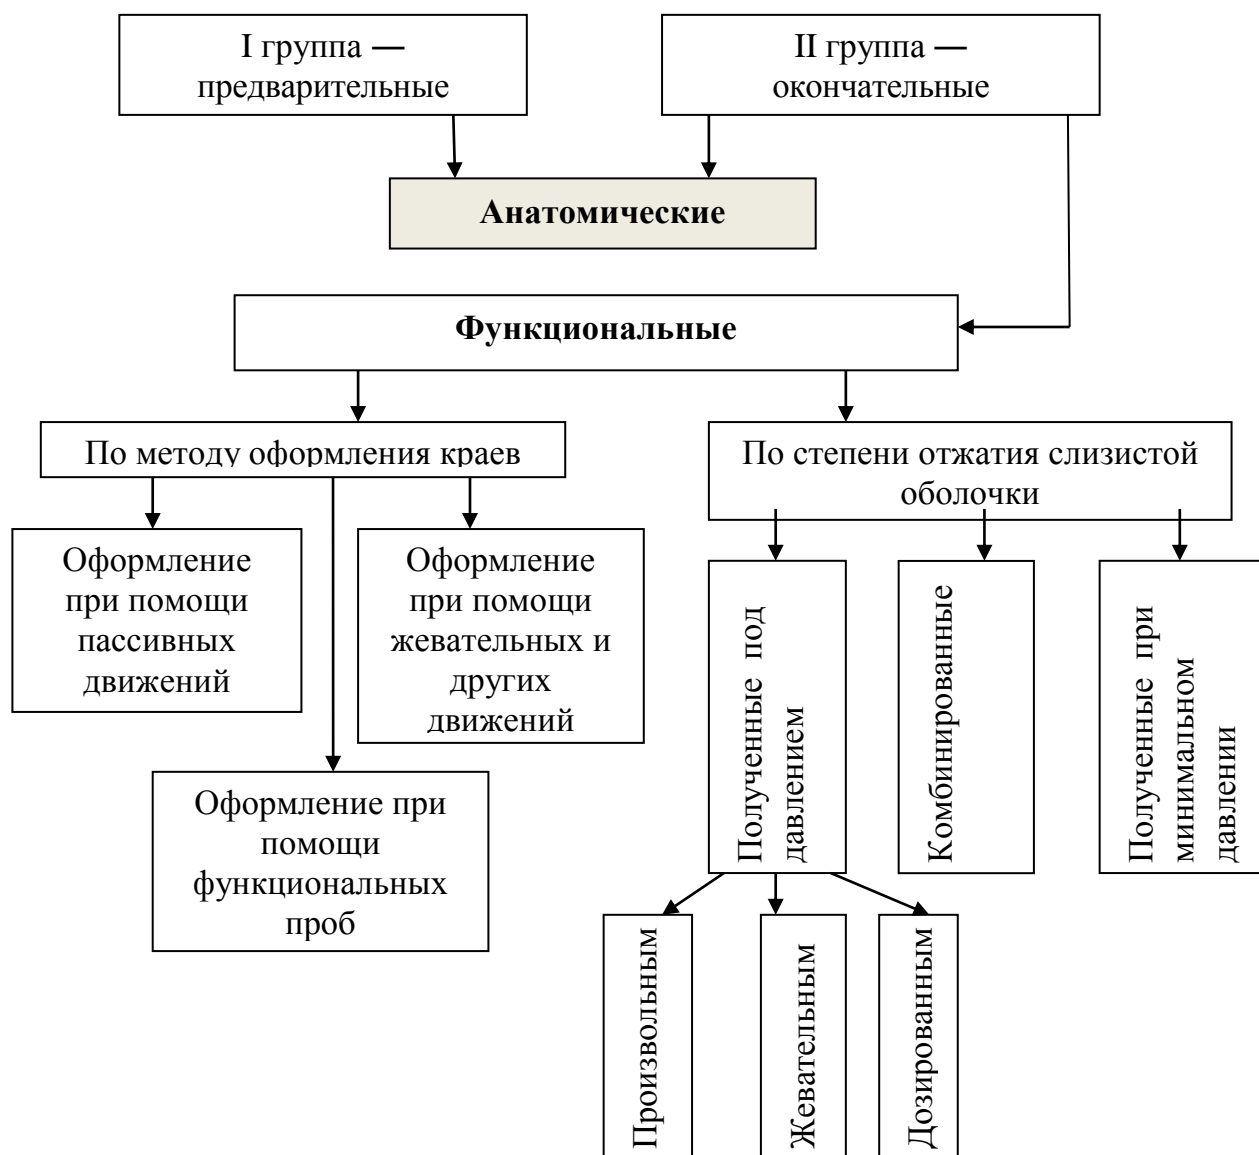 I группа —
предварительные
II группа —
окончательные
Анатомические
Функциональные
По методу оформления краев
По степени отжатия слизистой
оболочки
Оформление
при помощи
пассивных
движений
Оформление
при помощи
жевательных и
других
движений
Оформление при
помощи
функциональных
проб
Полученные под
давлением
Комбинированные
Полученные при
минимальном
давлении
Произвольным
Жевательным
Дозированным